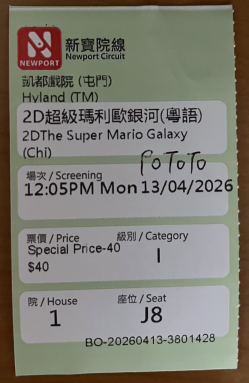 新寶院線
Newport Circuit
NEWPORT
凱都戲院 (屯門)
Hyland (TM)
2D超級瑪利歐銀河(粵語)
2DThe Super Mario Galaxy
(Chi)
POTOTO
場次 / Screening
12:05PM Mon 13/04/2026
票價 / Price
Special Price-40
$40
級別 / Category
I
院 / House
1
座位 / Seat
J8
BO-20260413-3801428